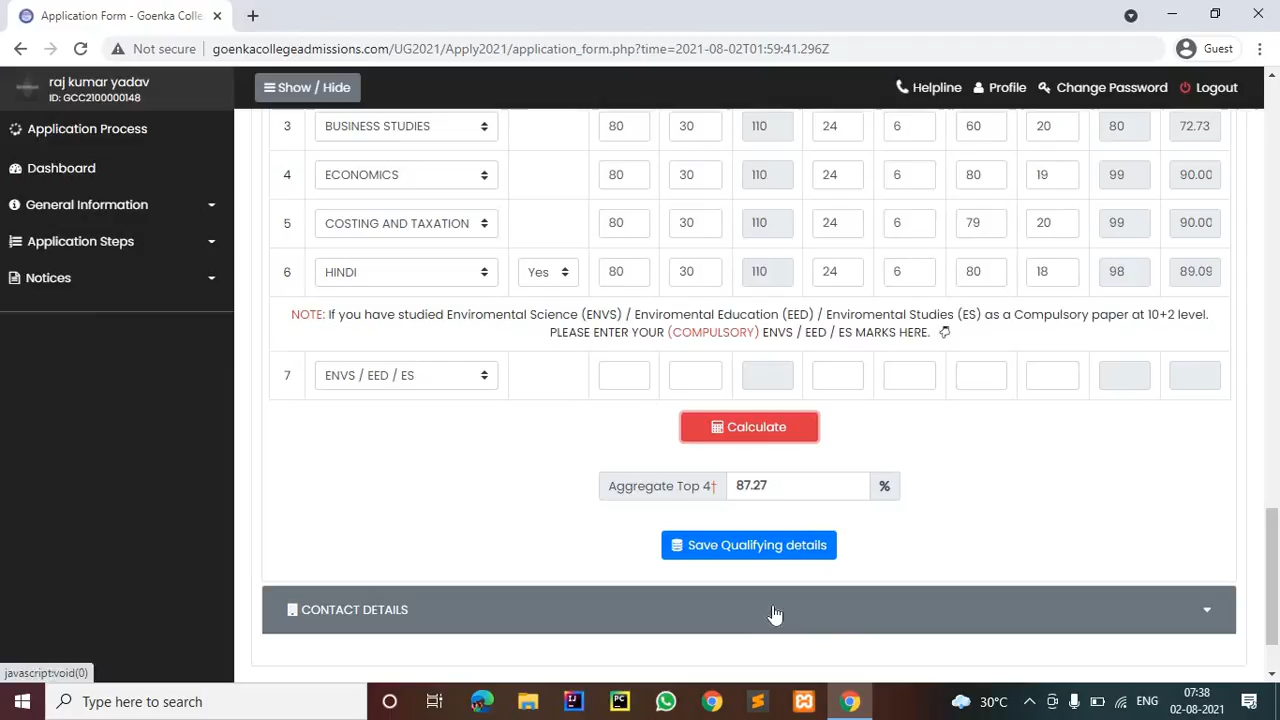 Application Form - Goenka Colle
Guest
Not secure
goenkacollegeadmissions.com/UG2021/Apply2021/application_form.php?time=2021-08-02T01:59:41.296Z
raj kumar yadav
ID: GCC2100000148
Show / Hide
Helpline
Profile
Change Password
Logout
Application Process
Dashboard
General Information
Application Steps
Notices
3 BUSINESS STUDIES 80 30 110 24 6 60 20 80 72.73
4 ECONOMICS 80 30 110 24 6 80 19 99 90.00
5 COSTING AND TAXATION 80 30 110 24 6 79 20 99 90.00
6 HINDI Yes 80 30 110 24 6 80 18 98 89.09
NOTE: If you have studied Enviromental Science (ENVS) / Enviromental Education (EED) / Enviromental Studies (ES) as a Compulsory paper at 10+2 level.
PLEASE ENTER YOUR (COMPULSORY) ENVS / EED / ES MARKS HERE.
7 ENVS / EED / ES
Calculate
Aggregate Top 4† 87.27 %
Save Qualifying details
CONTACT DETAILS
javascript:void(0)
Type here to search
30°C
ENG
07:38
02-08-2021